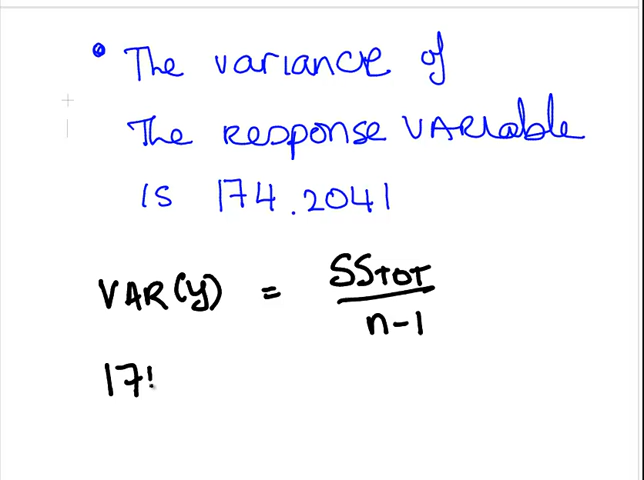 • The variance of
The response variable
is 174.2041
VAR(y) = SSTOT / n-1
17